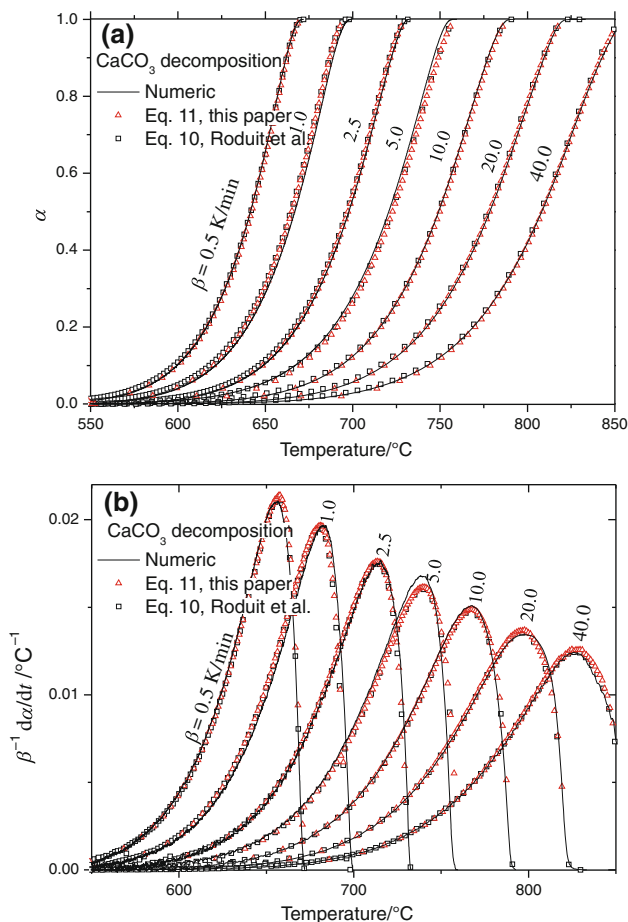 (a)
CaCO₃ decomposition
Numeric
Eq. 11, this paper
Eq. 10, Roduit et al.
β = 0.5 K/min
1.0
2.5
5.0
10.0
20.0
40.0
α
1.0
0.8
0.6
0.4
0.2
0.0
550 600 650 700 750 800 850
Temperature/°C
(b)
CaCO₃ decomposition
Numeric
Eq. 11, this paper
Eq. 10, Roduit et al.
β = 0.5 K/min
1.0
2.5
5.0
10.0
20.0
40.0
β⁻¹ dα/dt /°C⁻¹
0.02
0.01
0.00
600 700 800
Temperature/°C